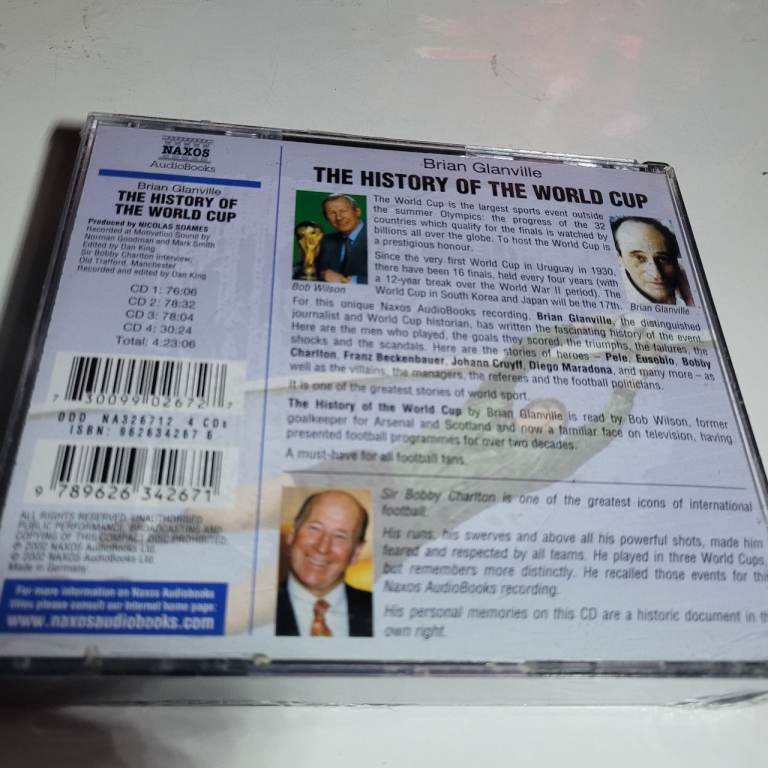 NAXOS
AudioBooks
Brian Glanville
THE HISTORY OF
THE WORLD CUP
Produced by NICOLAS SOAMES
Recorded at Motivation Sound by
Norman Goodman and Mark Smith
Edited by Dan King
Sir Bobby Charlton interview,
Old Trafford, Manchester
Recorded and edited by Dan King
CD 1: 76:06
CD 2: 78:32
CD 3: 78:04
CD 4: 30:24
Total: 4:23:06
7 30099 02672 7
DDD NA326712 4 CDs
ISBN: 962634267 6
9 789626 342671
ALL RIGHTS RESERVED. UNAUTHORISED
PUBLIC PERFORMANCE, BROADCASTING AND
COPYING OF THIS COMPACT DISC PROHIBITED.
℗ 2002 NAXOS AudioBooks Ltd.
© 2002 NAXOS AudioBooks Ltd.
Made in Germany
For more information on Naxos Audiobooks
titles please consult our Internet home page:
www.naxosaudiobooks.com
Brian Glanville
THE HISTORY OF THE WORLD CUP
The World Cup is the largest sports event outside
the summer Olympics: the progress of the 32
countries which qualify for the finals is watched by
billions all over the globe. To host the World Cup is
a prestigious honour.
Since the very first World Cup in Uruguay in 1930,
there have been 16 finals, held every four years (with
a 12-year break over the World War II period). The
World Cup in South Korea and Japan will be the 17th.
Bob Wilson
Brian Glanville
For this unique Naxos AudioBooks recording, Brian Glanville, the distinguished
journalist and World Cup historian, has written the fascinating history of the event.
Here are the men who played, the goals they scored, the triumphs, the failures, the
shocks and the scandals. Here are the stories of heroes – Pele, Eusebio, Bobby
Charlton, Franz Beckenbauer, Johann Cruyff, Diego Maradona, and many more – as
well as the villains, the managers, the referees and the football politicians.
It is one of the greatest stories of world sport.
The History of the World Cup by Brian Glanville is read by Bob Wilson, former
goalkeeper for Arsenal and Scotland and now a familiar face on television, having
presented football programmes for over two decades.
A must-have for all football fans.
Sir Bobby Charlton is one of the greatest icons of international
football.
His runs, his swerves and above all his powerful shots, made him
feared and respected by all teams. He played in three World Cups,
but remembers more distinctly. He recalled those events for this
Naxos AudioBooks recording.
His personal memories on this CD are a historic document in
own right.